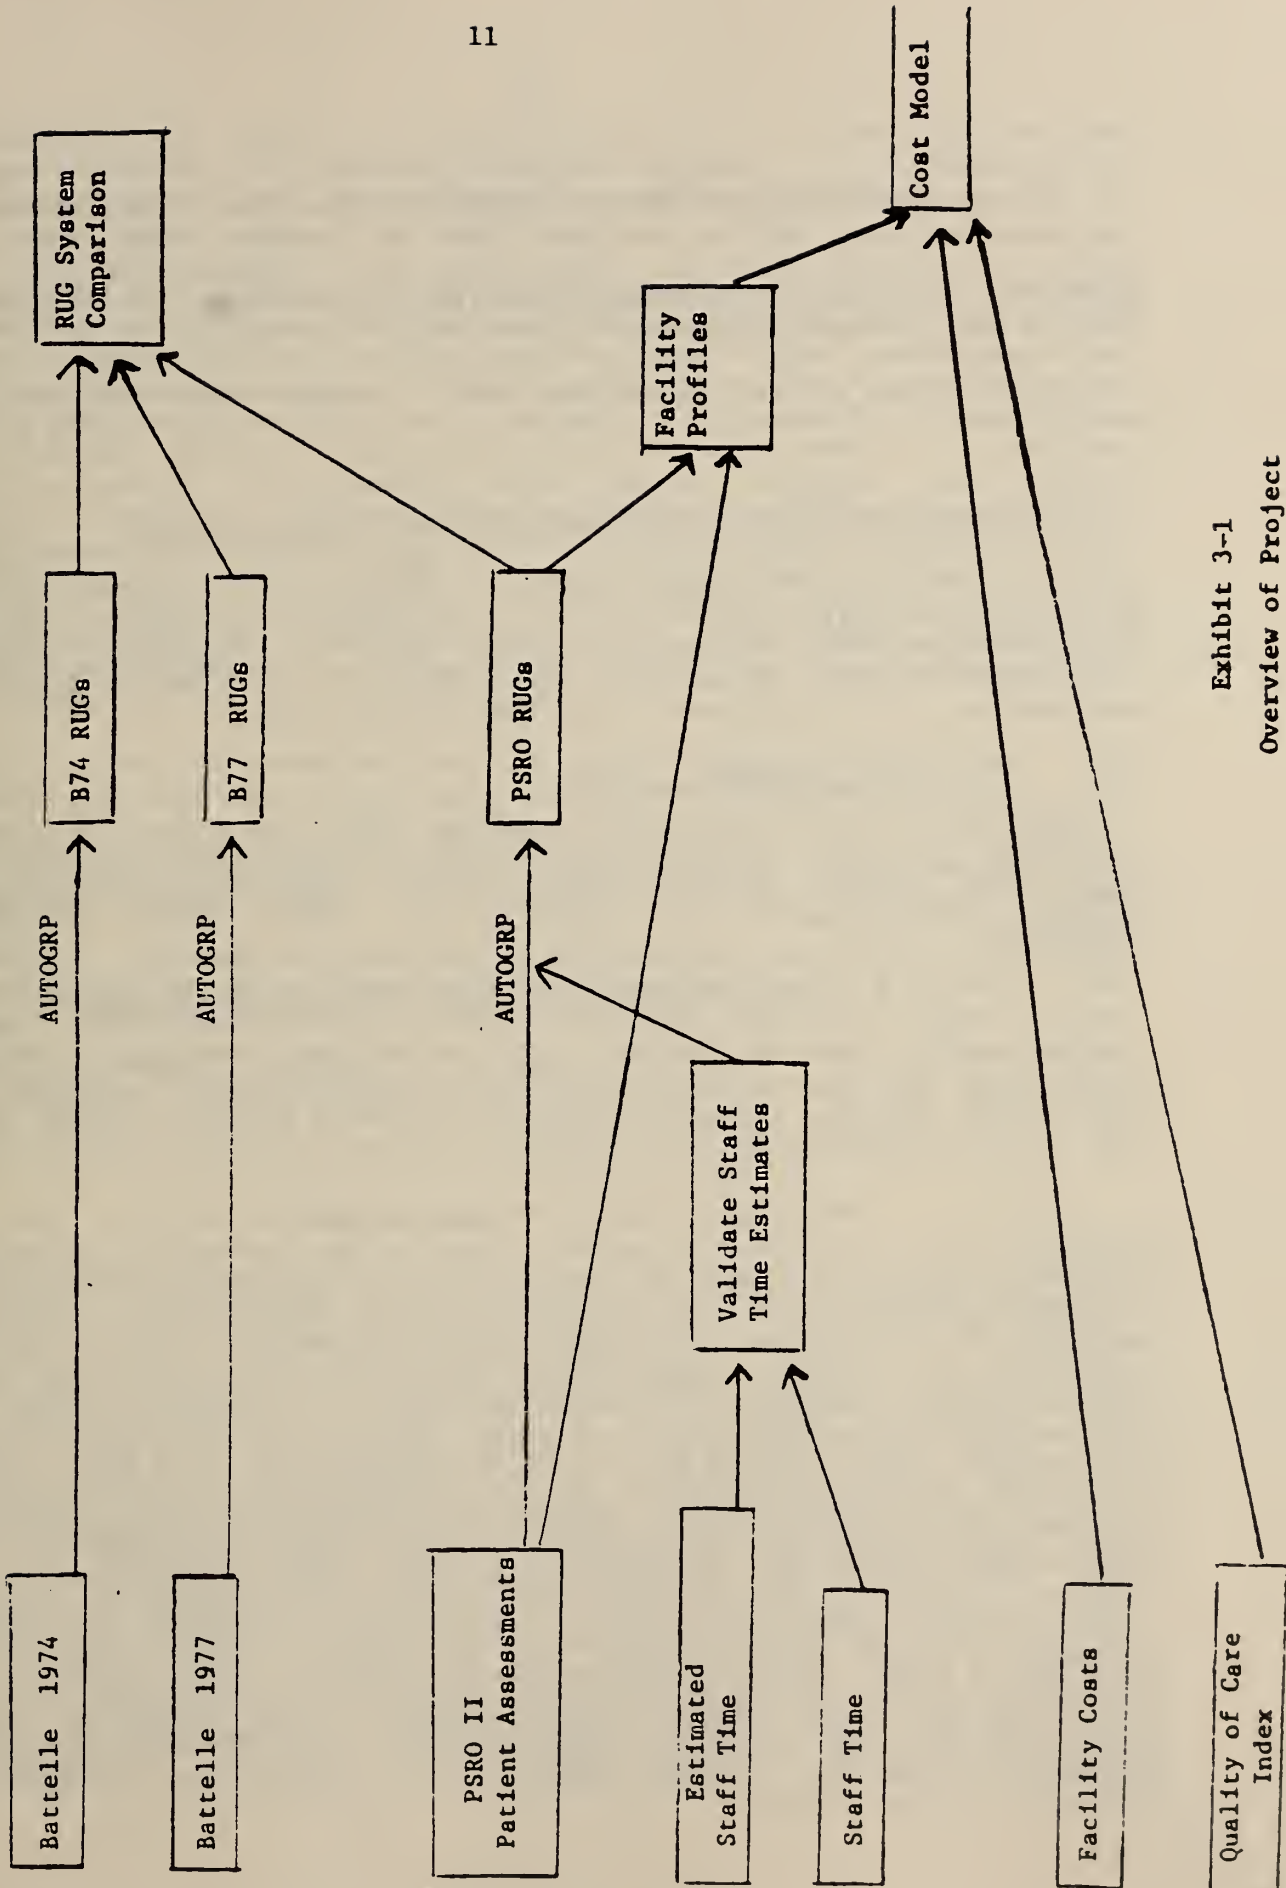 11
Battelle 1974
AUTOGRP
B74 RUGs
RUG System
Comparison
Battelle 1977
AUTOGRP
B77 RUGs
PSRO II
Patient Assessments
AUTOGRP
PSRO RUGs
Estimated
Staff Time
Staff Time
Validate Staff
Time Estimates
Facility
Profiles
Facility Costs
Quality of Care
Index
Cost Model
Exhibit 3-1
Overview of Project